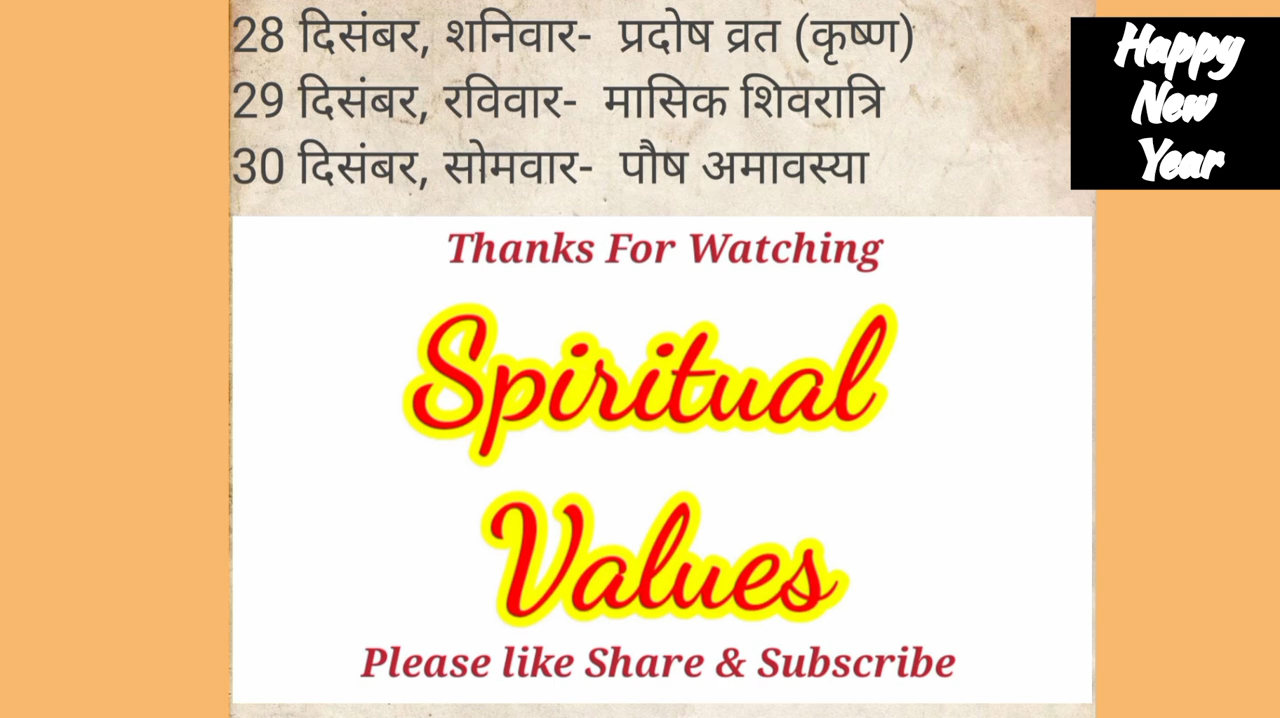 28 दिसंबर, शनिवार- प्रदोष व्रत (कृष्ण)
29 दिसंबर, रविवार- मासिक शिवरात्रि
30 दिसंबर, सोमवार- पौष अमावस्या
Happy
New
Year
Thanks For Watching
Spiritual
Values
Please like Share & Subscribe